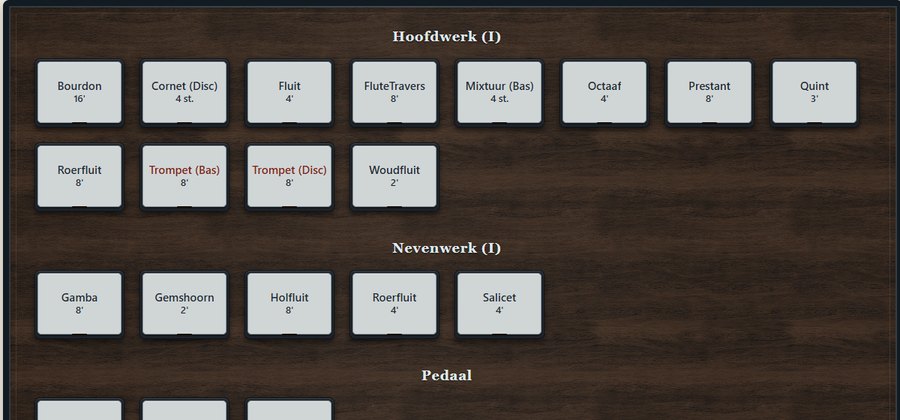 Hoofdwerk (I)
Bourdon
16'
Cornet (Disc)
4 st.
Fluit
4'
FluteTravers
8'
Mixtuur (Bas)
4 st.
Octaaf
4'
Prestant
8'
Quint
3'
Roerfluit
8'
Trompet (Bas)
8'
Trompet (Disc)
8'
Woudfluit
2'
Nevenwerk (I)
Gamba
8'
Gemshoorn
2'
Holfluit
8'
Roerfluit
4'
Salicet
4'
Pedaal